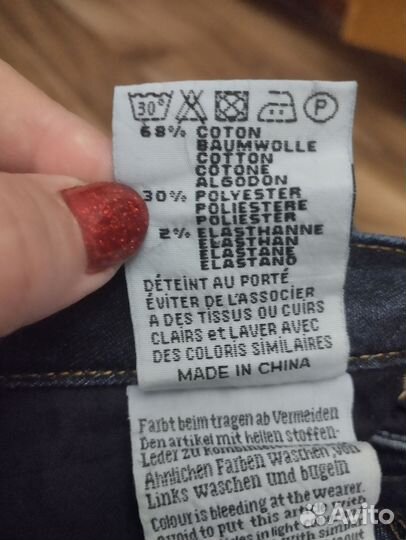 30°
P
68% COTON
BAUMWOLLE
COTTON
COTONE
ALGODON
30% POLYESTER
POLIESTERE
POLIESTER
2% ELASTHANNE
ELASTHAN
ELASTANE
ELASTANO
DÉTEINT AU PORTÉ
ÉVITER DE L'ASSOCIER
A DES TISSUS OU CUIRS
CLAIRS et LAVER AVEC
DES COLORIS SIMILAIRES
MADE IN CHINA
Farbt beim tragen ab Vermeiden
Den artikel mit hellen stoffen-
Leder zu
Ähnlichen Farben waschen
Links waschen und bugeln
Colour is bleeding at the wearer.
Avoid to put this
in light
Avito